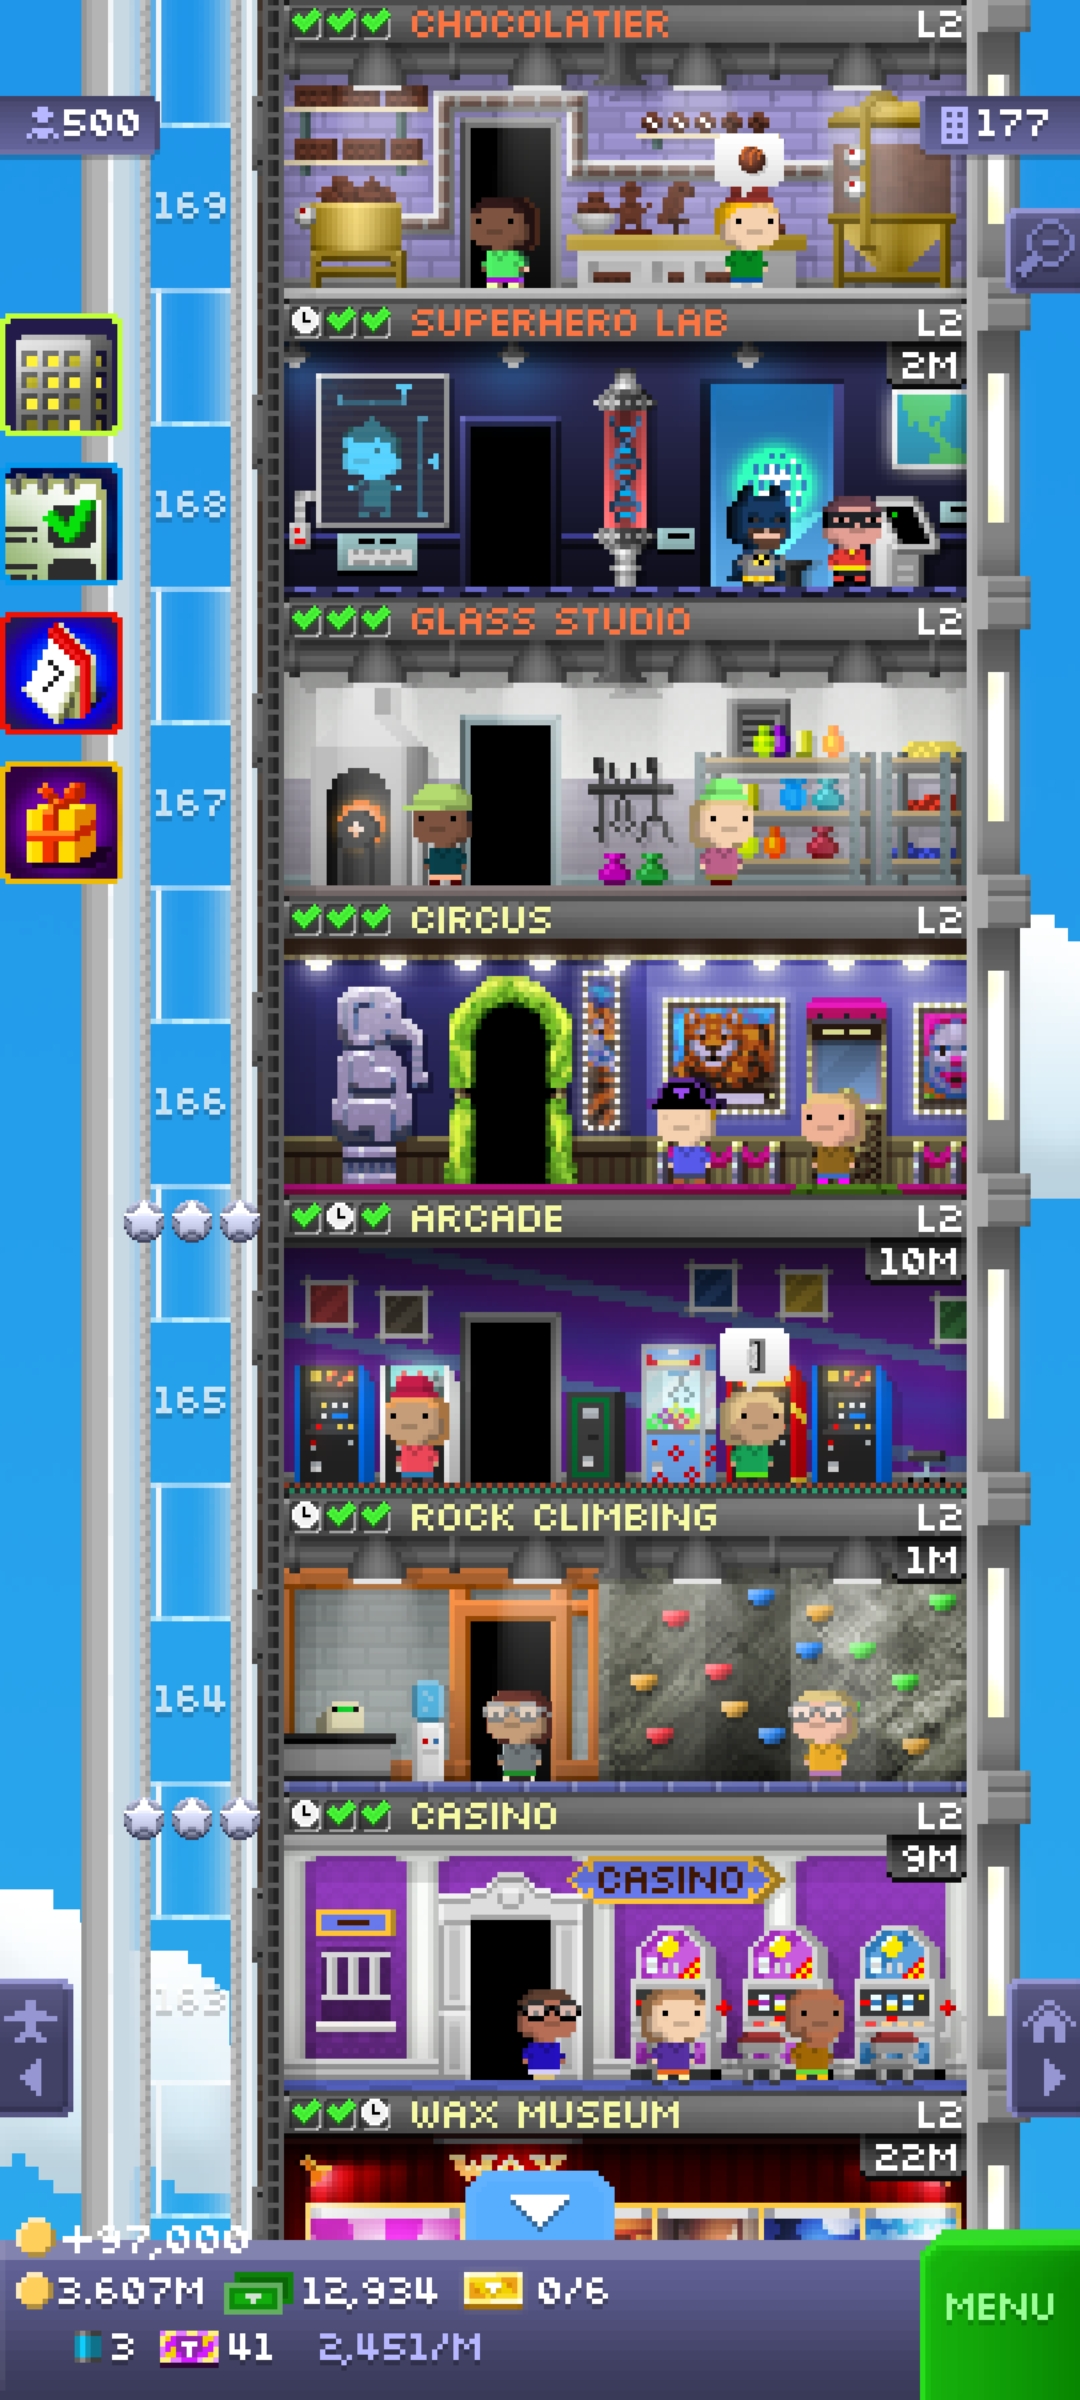 CHOCOLATIER L2
500
177
169
SUPERHERO LAB L2
2M
168
GLASS STUDIO L2
167
CIRCUS L2
166
ARCADE L2
10M
165
ROCK CLIMBING L2
1M
164
CASINO L2
9M
CASINO
163
WAX MUSEUM L2
22M
WAX
+97,000
3.607M 12,934 0/6
MENU
3 41 2,451/M